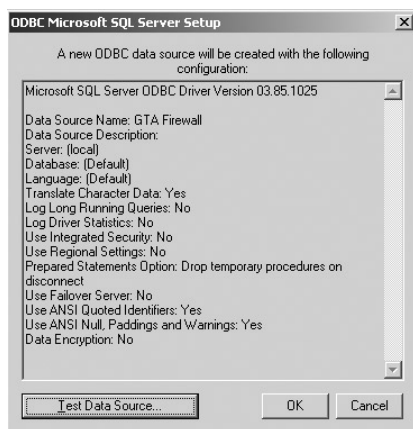 ODBC Microsoft SQL Server Setup
A new ODBC data source will be created with the following
configuration:
Microsoft SQL Server ODBC Driver Version 03.85.1025
Data Source Name: GTA Firewall
Data Source Description:
Server: (local)
Database: (Default)
Language: (Default)
Translate Character Data: Yes
Log Long Running Queries: No
Log Driver Statistics: No
Use Integrated Security: No
Use Regional Settings: No
Prepared Statements Option: Drop temporary procedures on
disconnect
Use Failover Server: No
Use ANSI Quoted Identifiers: Yes
Use ANSI Null, Paddings and Warnings: Yes
Data Encryption: No
Test Data Source...
OK
Cancel